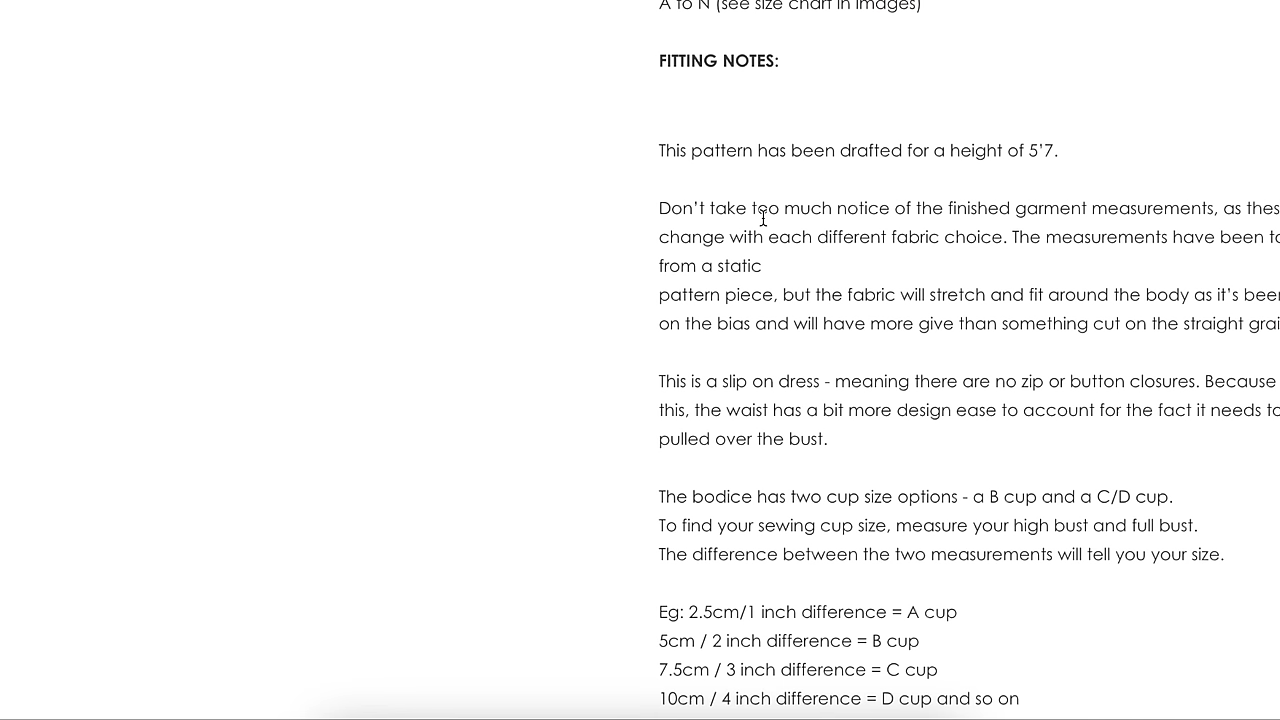 A to N (see size chart in images)
FITTING NOTES:
This pattern has been drafted for a height of 5’7.
Don’t take too much notice of the finished garment measurements, as
change with each different fabric choice. The measurements have been
from a static
pattern piece, but the fabric will stretch and fit around the body as it’s
on the bias and will have more give than something cut on the straight
This is a slip on dress - meaning there are no zip or button closures. Because
this, the waist has a bit more design ease to account for the fact it needs
pulled over the bust.
The bodice has two cup size options - a B cup and a C/D cup.
To find your sewing cup size, measure your high bust and full bust.
The difference between the two measurements will tell you your size.
Eg: 2.5cm/1 inch difference = A cup
5cm / 2 inch difference = B cup
7.5cm / 3 inch difference = C cup
10cm / 4 inch difference = D cup and so on